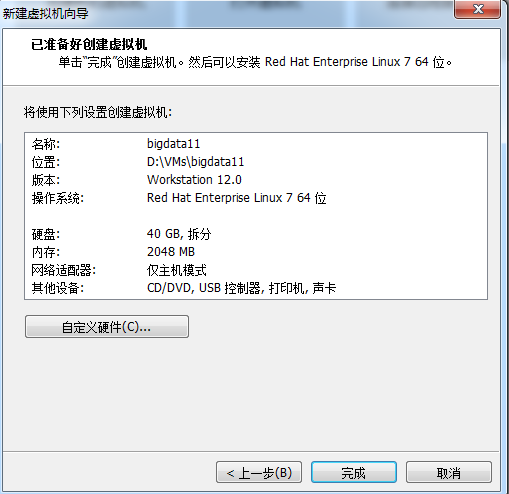 新建虚拟机向导
已准备好创建虚拟机
单击“完成”创建虚拟机。然后可以安装 Red Hat Enterprise Linux 7 64 位。
将使用下列设置创建虚拟机:
名称: bigdata11
位置: D:\VMs\bigdata11
版本: Workstation 12.0
操作系统: Red Hat Enterprise Linux 7 64 位
硬盘: 40 GB, 拆分
内存: 2048 MB
网络适配器: 仅主机模式
其他设备: CD/DVD, USB 控制器, 打印机, 声卡
自定义硬件(C)...
< 上一步(B) 完成 取消